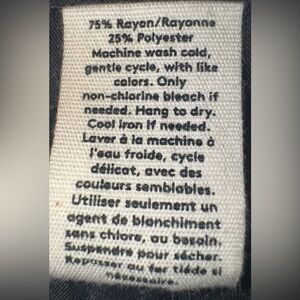 75% Rayon/Rayonne
25% Polyester
Machine wash cold,
gentle cycle, with like
colors. Only
non-chlorine bleach if
needed. Hang to dry.
Cool iron if needed.
Laver à la machine à
l'eau froide, cycle
délicat, avec des
couleurs semblables.
Utiliser seulement un
agent de blanchiment
sans chlore, au besoin.
Suspendre pour sécher.
Repasser au fer tiède si
nécessaire.